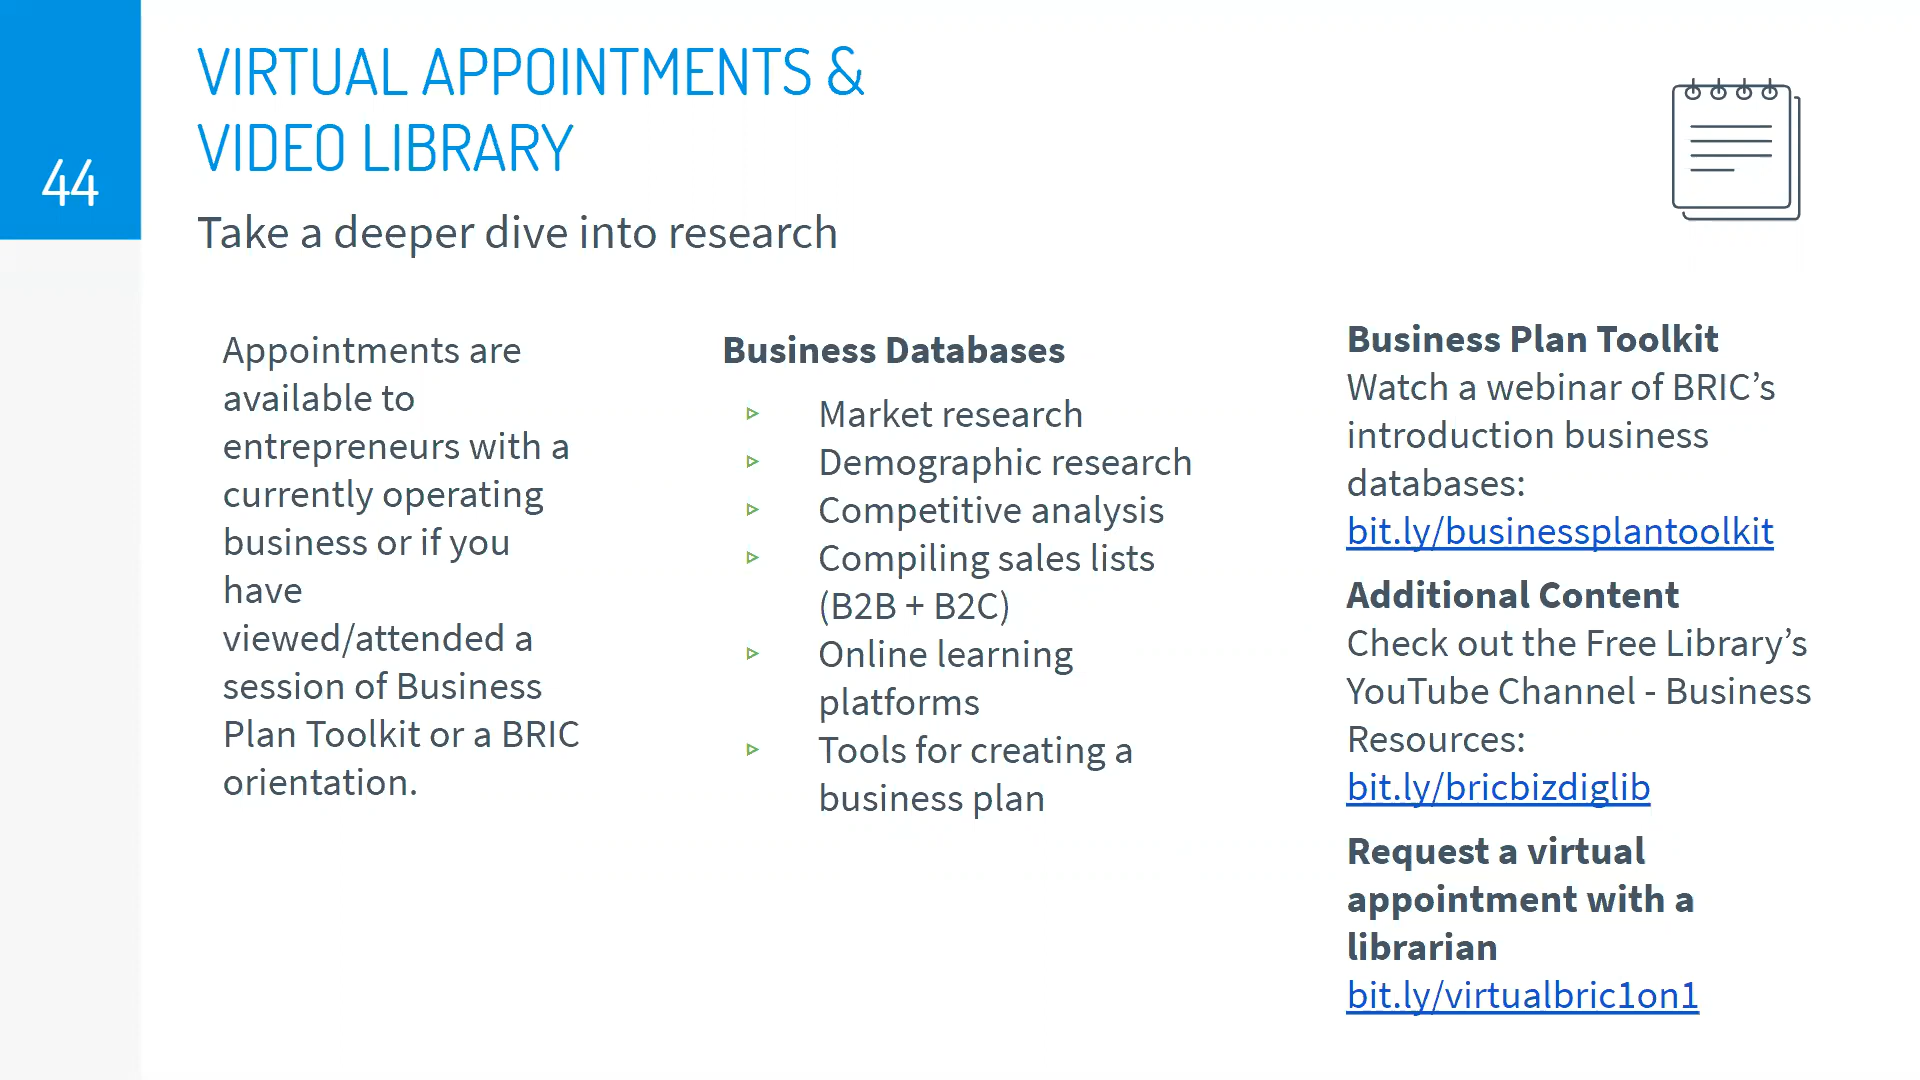 44
VIRTUAL APPOINTMENTS &
VIDEO LIBRARY
Take a deeper dive into research
Appointments are
available to
entrepreneurs with a
currently operating
business or if you
have
viewed/attended a
session of Business
Plan Toolkit or a BRIC
orientation.
Business Databases
Market research
Demographic research
Competitive analysis
Compiling sales lists
(B2B + B2C)
Online learning
platforms
Tools for creating a
business plan
Business Plan Toolkit
Watch a webinar of BRIC’s
introduction business
databases:
bit.ly/businessplantoolkit
Additional Content
Check out the Free Library’s
YouTube Channel - Business
Resources:
bit.ly/bricbizdiglib
Request a virtual
appointment with a
librarian
bit.ly/virtualbric1on1